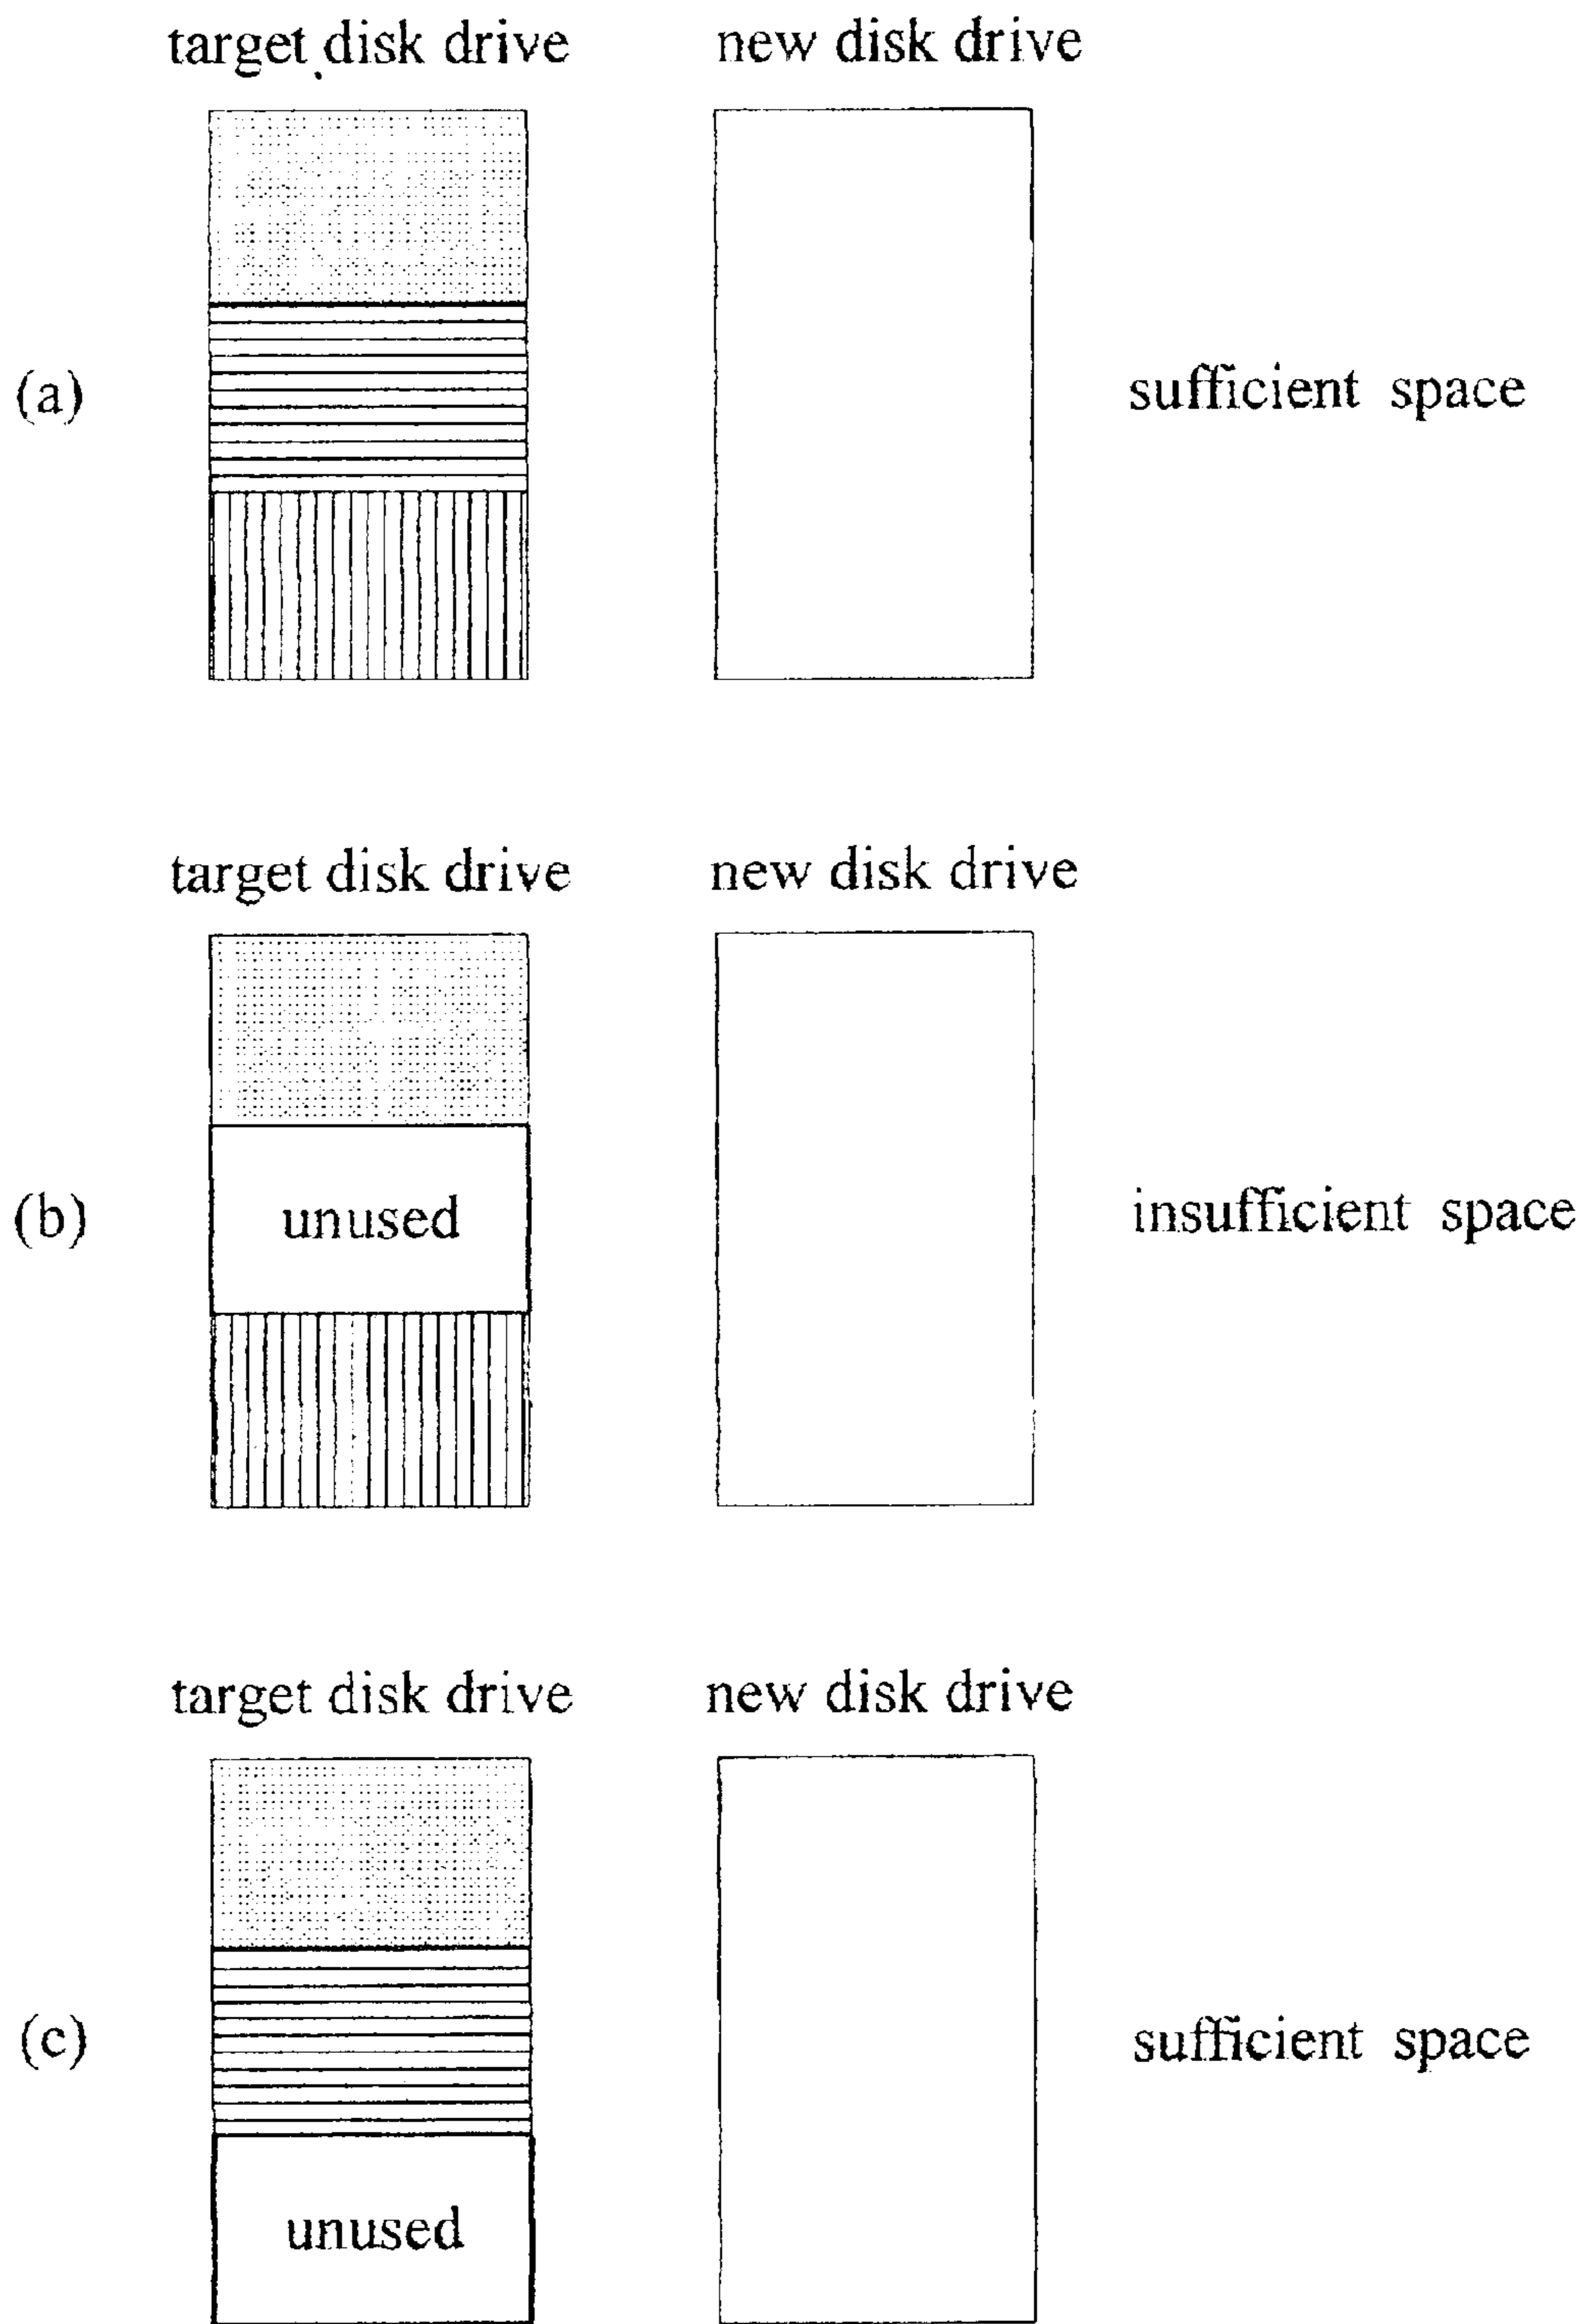 target disk drive new disk drive
(a) sufficient space
target disk drive new disk drive
unused
(b) insufficient space
target disk drive new disk drive
(c) sufficient space
unused